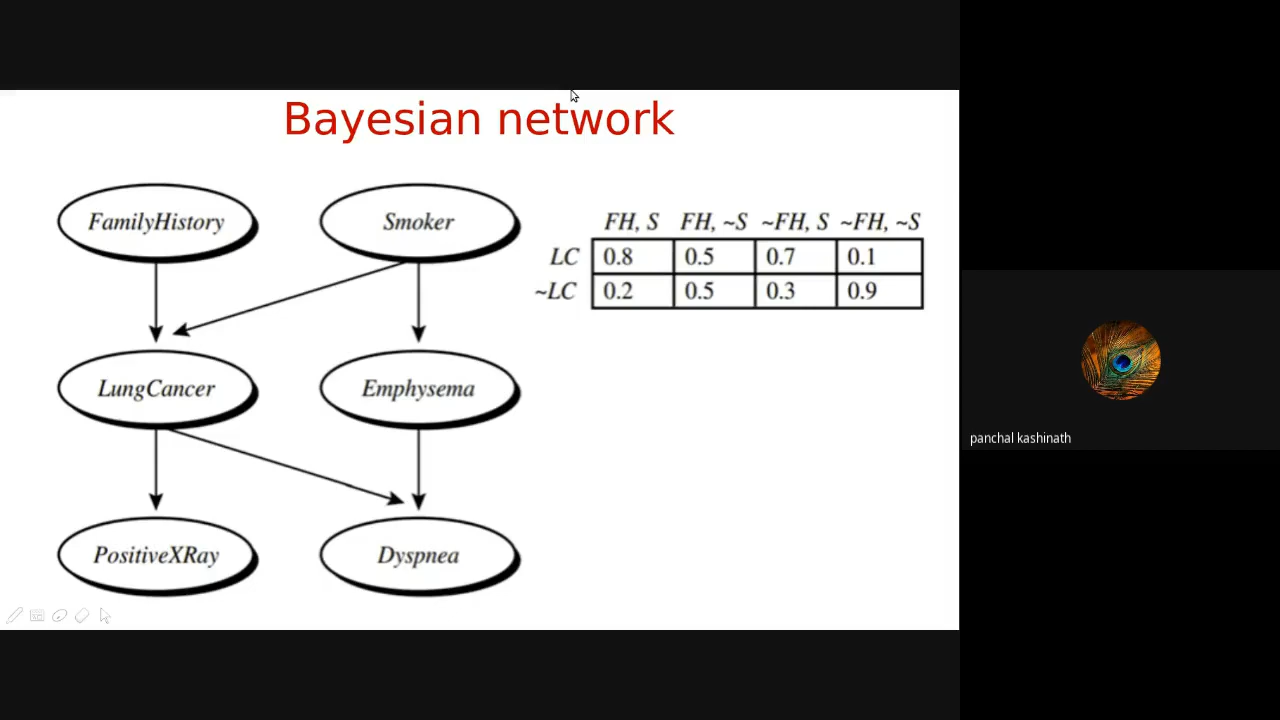 Bayesian network
FamilyHistory
Smoker
FH, S FH, ~S ~FH, S ~FH, ~S
LC 0.8 0.5 0.7 0.1
~LC 0.2 0.5 0.3 0.9
LungCancer
Emphysema
panchal kashinath
PositiveXRay
Dyspnea